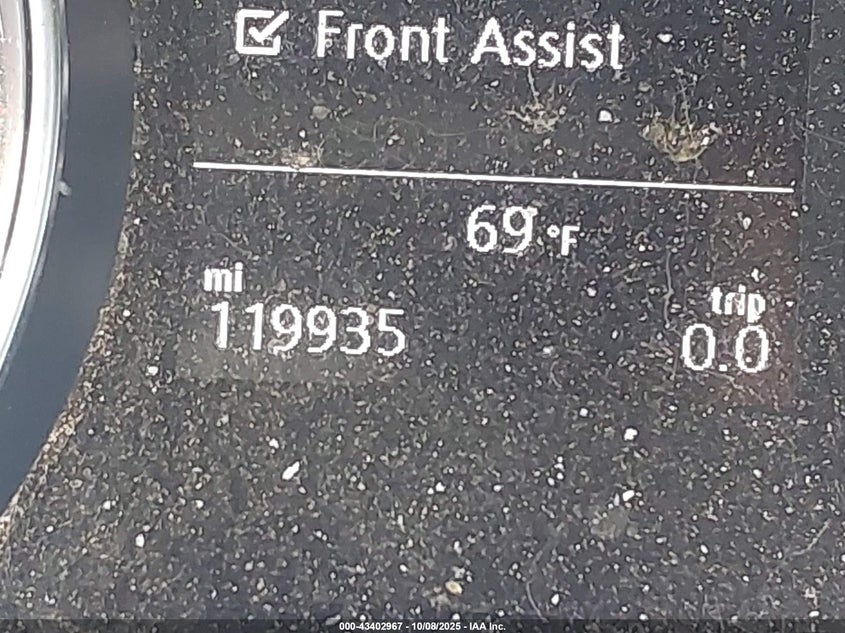 Front Assist
69 °F
mi
trip
119935
0.0
000-43402967 - 10/08/2025 - IAA Inc.